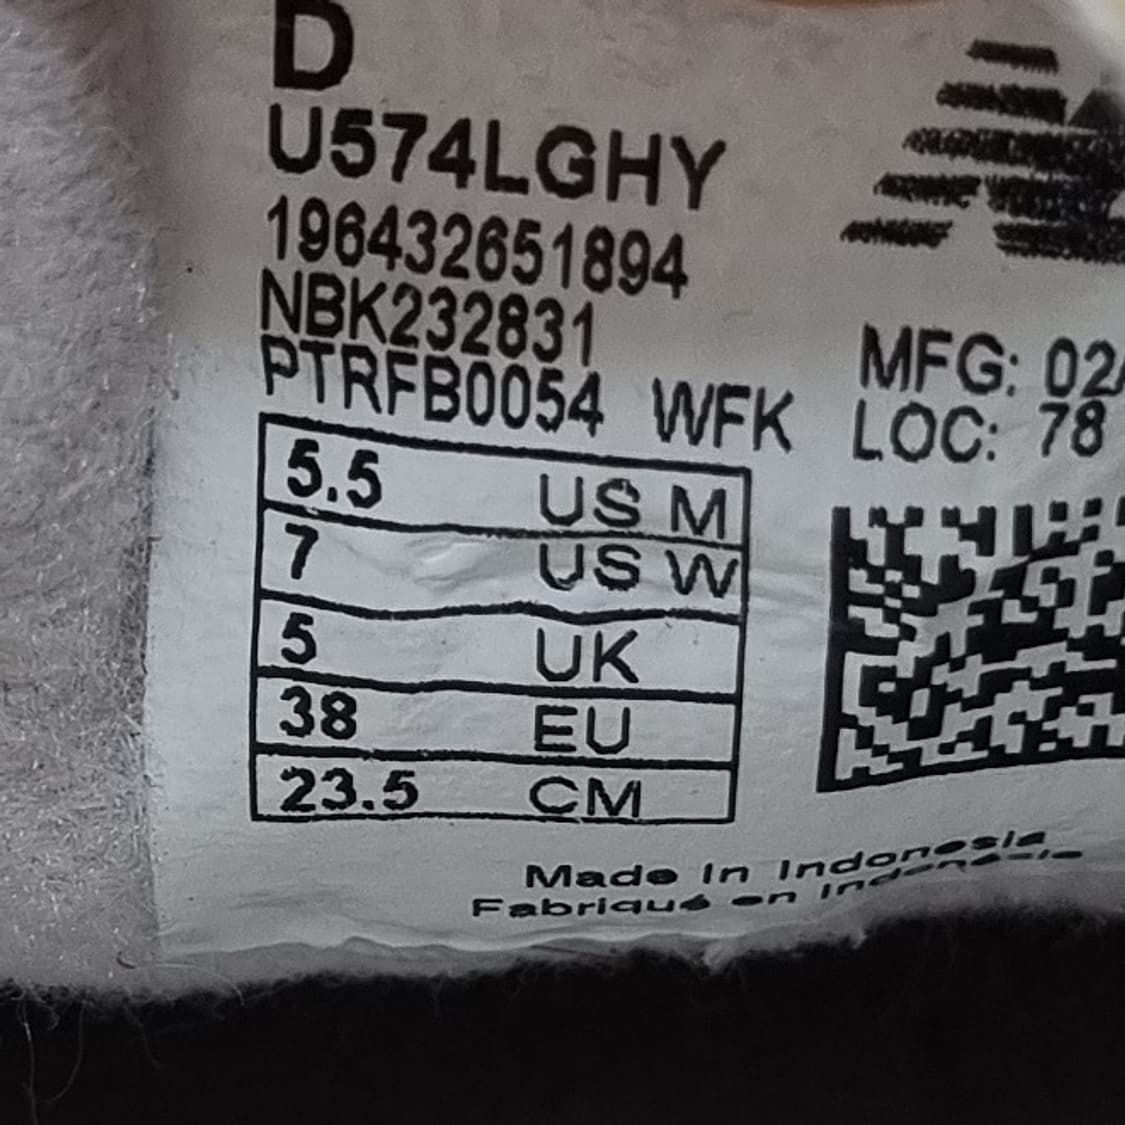 D
U574LGHY
196432651894
NBK232831
PTRFB0054 WFK
MFG: 02/
LOC: 78
5.5 US M
7 US W
5 UK
38 EU
23.5 CM
Made in Indonesia
Fabriqué en Indonésie